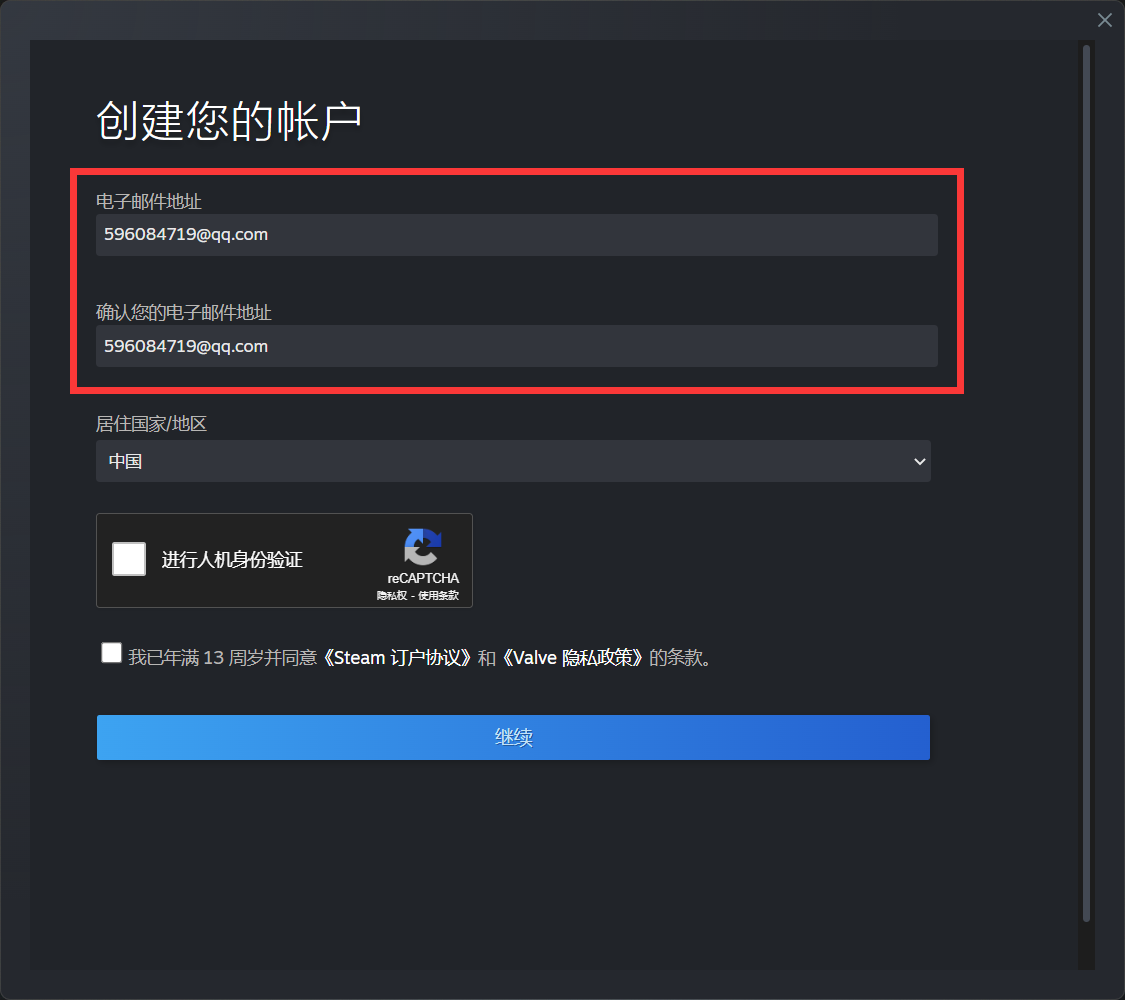 创建您的帐户
电子邮件地址
596084719@qq.com
确认您的电子邮件地址
596084719@qq.com
居住国家/地区
中国
进行人机身份验证
reCAPTCHA
隐私权 - 使用条款
我已年满 13 周岁并同意《Steam 订户协议》和《Valve 隐私政策》的条款。
继续